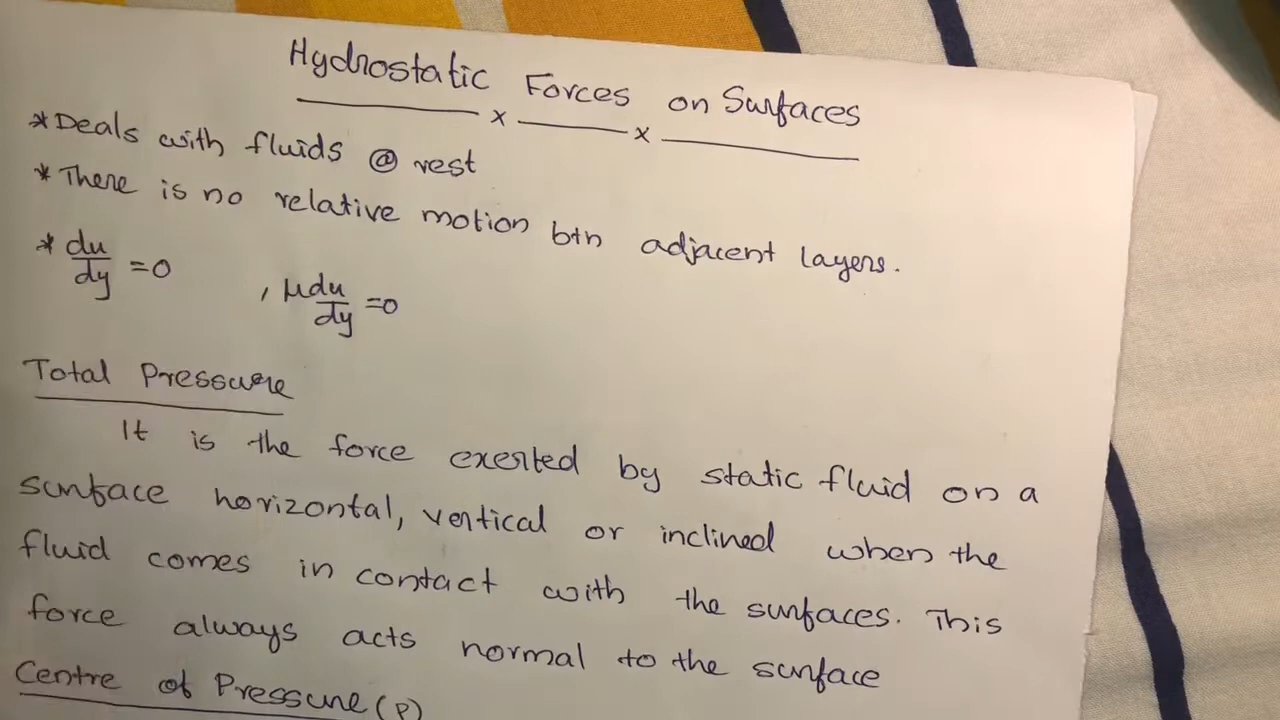 Hydrostatic Forces on Surfaces
x x
*Deals with fluids @ rest
*There is no relative motion btn adjacent layers.
* du/dy =0 , μdu/dy =0
Total Pressure
It is the force exerted by static fluid on a
surface horizontal, vertical or inclined when the
fluid comes in contact with the surfaces. This
force always acts normal to the surface
Centre of Pressure (P)